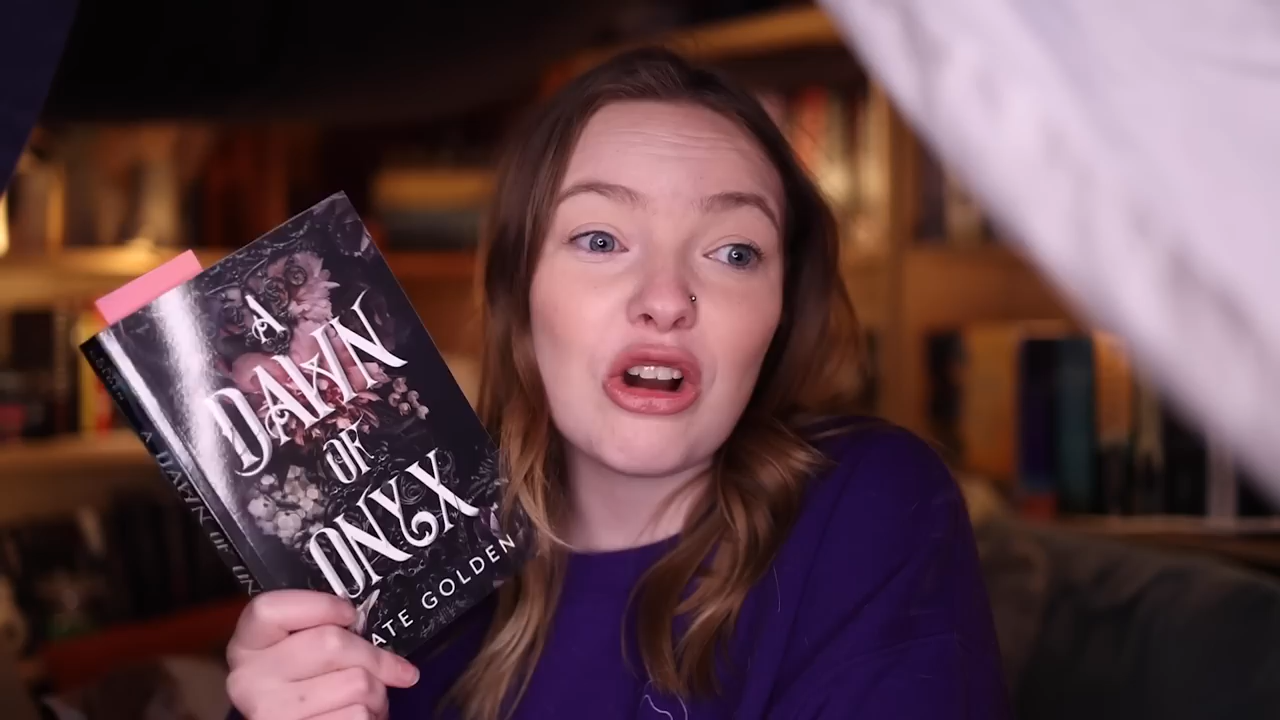 A
DAWN
OF
ONYX
ATE GOLDEN
A DAWN OF ON